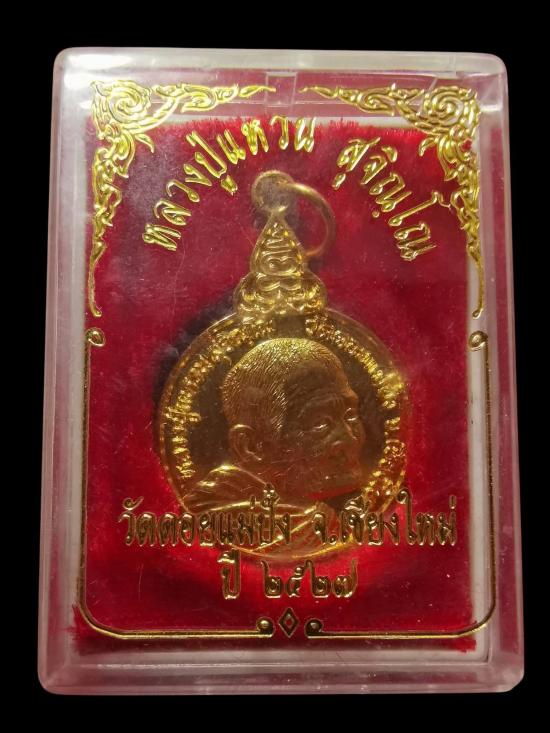 หลวงปู่แหวน สุจิณฺโณ
วัดดอยแม่ปั๋ง จ.เชียงใหม่
ปี ๒๕๒๗